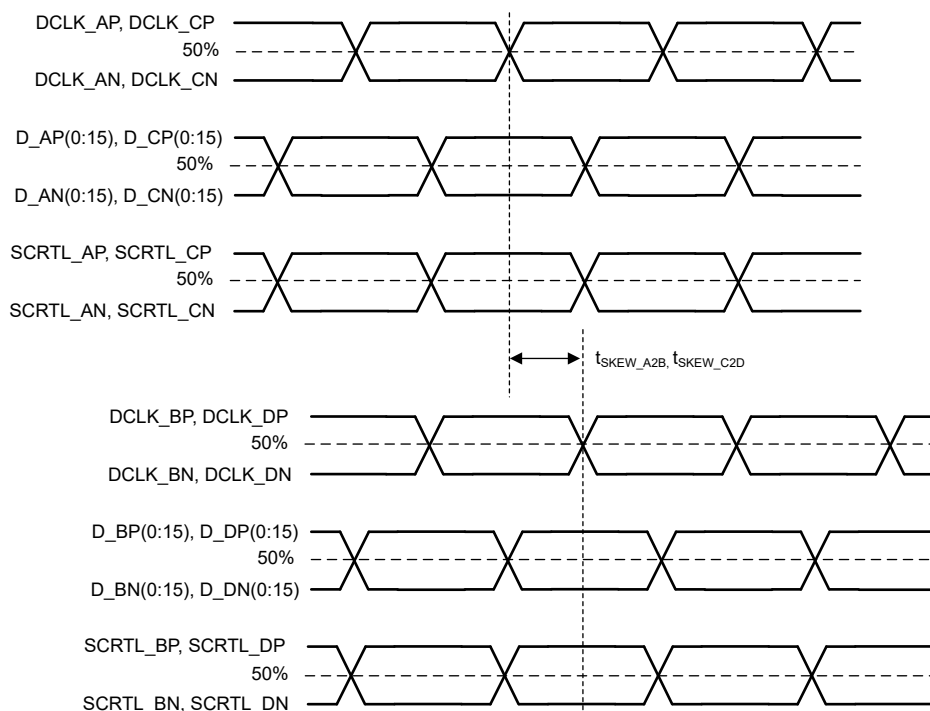 DCLK_AP, DCLK_CP
50%
DCLK_AN, DCLK_CN
D_AP(0:15), D_CP(0:15)
50%
D_AN(0:15), D_CN(0:15)
SCRTL_AP, SCRTL_CP
50%
SCRTL_AN, SCRTL_CN
tSKEW_A2B, tSKEW_C2D
DCLK_BP, DCLK_DP
50%
DCLK_BN, DCLK_DN
D_BP(0:15), D_DP(0:15)
50%
D_BN(0:15), D_DN(0:15)
SCRTL_BP, SCRTL_DP
50%
SCRTL_BN, SCRTL_DN